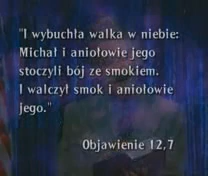 "I wybuchła walka w niebie:
Michał i aniołowie jego
stoczyli bój ze smokiem.
I walczył smok i aniołowie
jego."
Objawienie 12,7